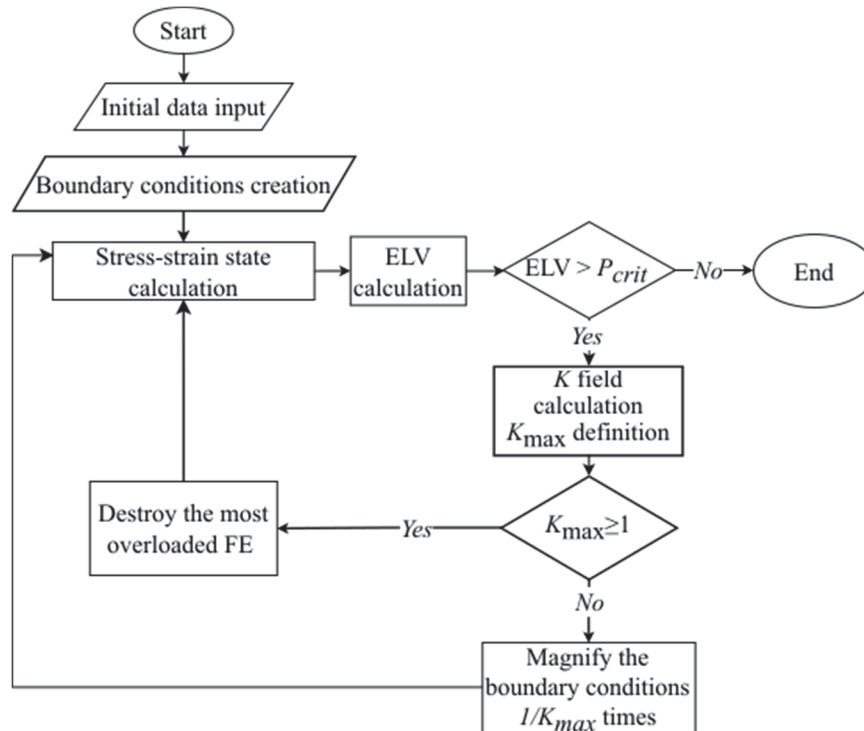 Start
Initial data input
Boundary conditions creation
Stress-strain state
calculation
ELV
calculation
ELV > Pcrit
No
End
Yes
K field
calculation
Kmax definition
Kmax≥1
Yes
Destroy the most
overloaded FE
No
Magnify the
boundary conditions
1/Kmax times